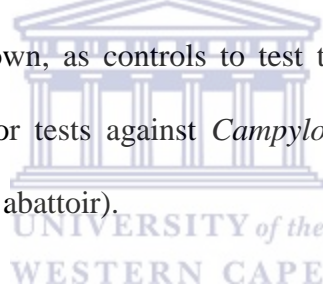 own, as controls to test t
or tests against Campylo
abattoir).
UNIVERSITY of the
WESTERN CAPE